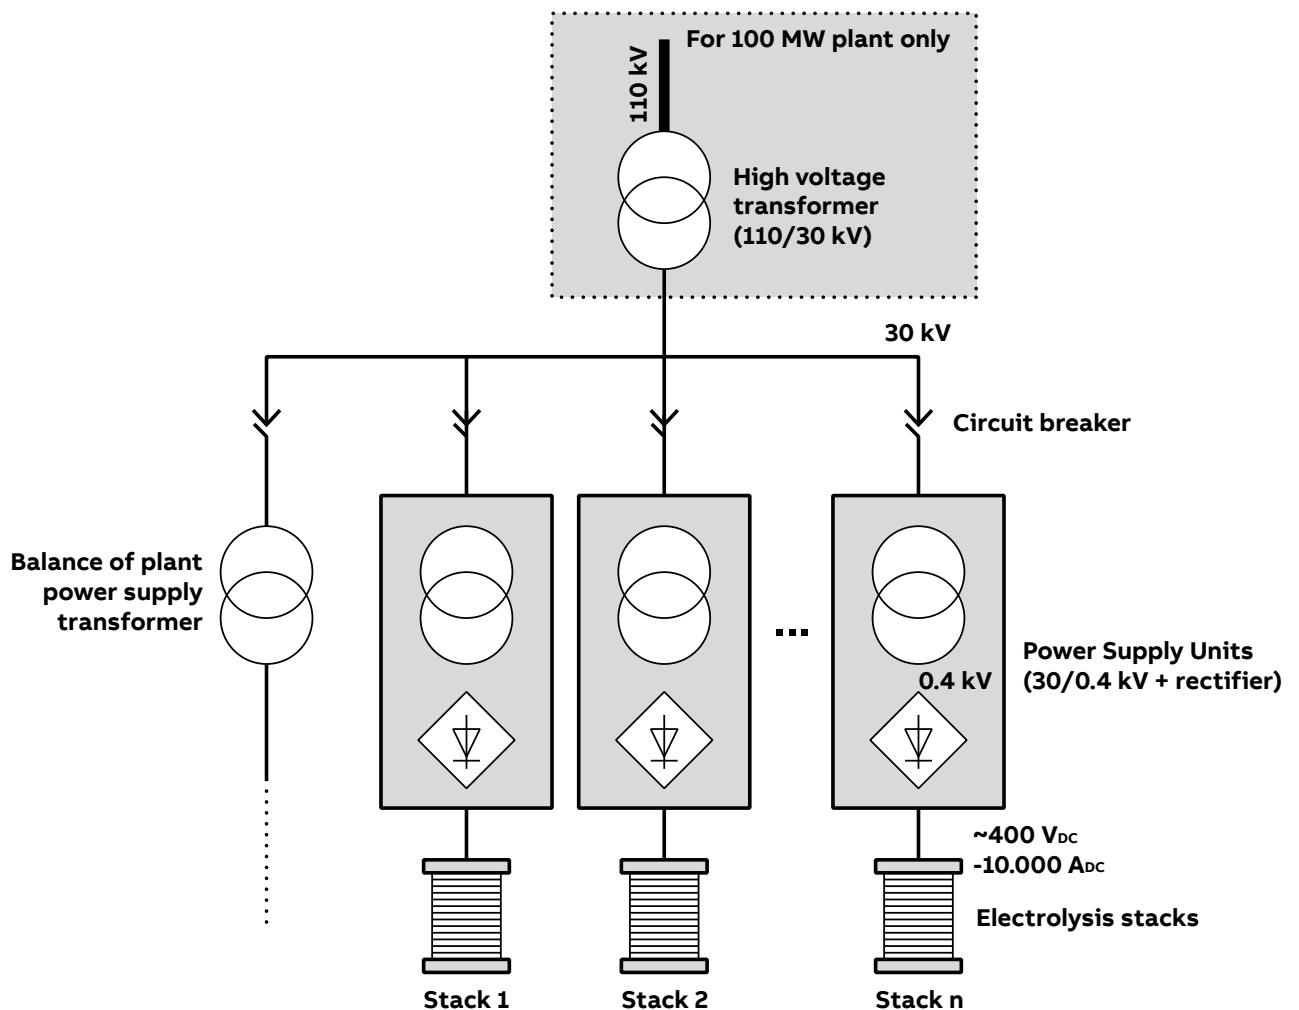 For 100 MW plant only
110 kV
High voltage
transformer
(110/30 kV)
30 kV
Circuit breaker
Balance of plant
power supply
transformer
...
Power Supply Units
(30/0.4 kV + rectifier)
0.4 kV
~400 VDC
-10.000 ADC
Electrolysis stacks
Stack 1
Stack 2
Stack n